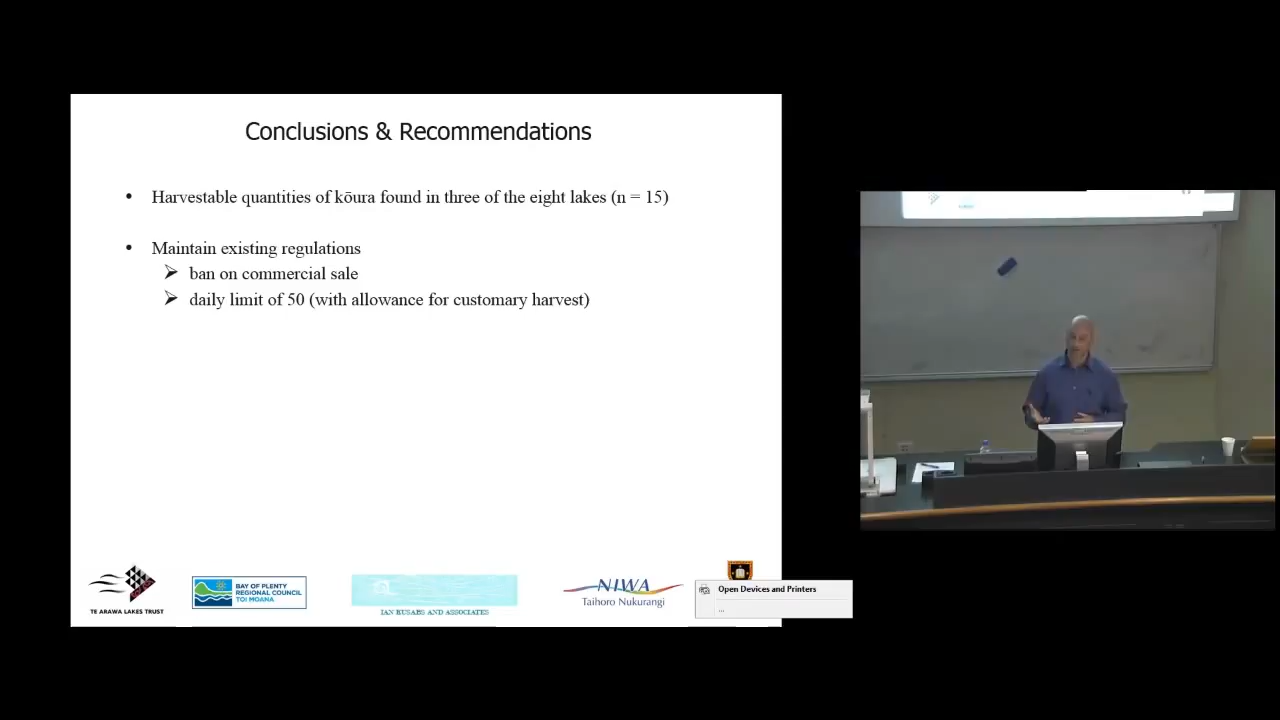 Conclusions & Recommendations
• Harvestable quantities of kōura found in three of the eight lakes (n = 15)
• Maintain existing regulations
➢ ban on commercial sale
➢ daily limit of 50 (with allowance for customary harvest)
TE ARAWA LAKES TRUST
BAY OF PLENTY
REGIONAL COUNCIL
TOI MOANA
IAN KUSABS AND ASSOCIATES
NIWA
Taihoro Nukurangi
Open Devices and Printers
...